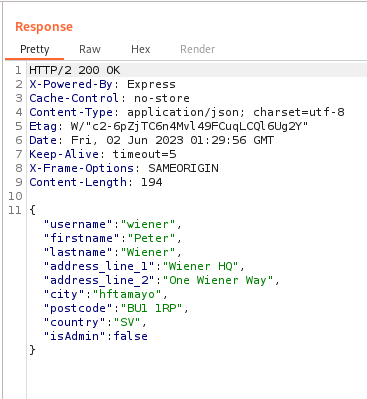 Response
Pretty Raw Hex Render
1 HTTP/2 200 OK
2 X-Powered-By: Express
3 Cache-Control: no-store
4 Content-Type: application/json; charset=utf-8
5 Etag: W/"c2-6pZjTC6n4Mvl49FCuqLCQl6Ug2Y"
6 Date: Fri, 02 Jun 2023 01:29:56 GMT
7 Keep-Alive: timeout=5
8 X-Frame-Options: SAMEORIGIN
9 Content-Length: 194
10
11 {
"username":"wiener",
"firstname":"Peter",
"lastname":"Wiener",
"address_line_1":"Wiener HQ",
"address_line_2":"One Wiener Way",
"city":"hftamayo",
"postcode":"BU1 1RP",
"country":"SV",
"isAdmin":false
}